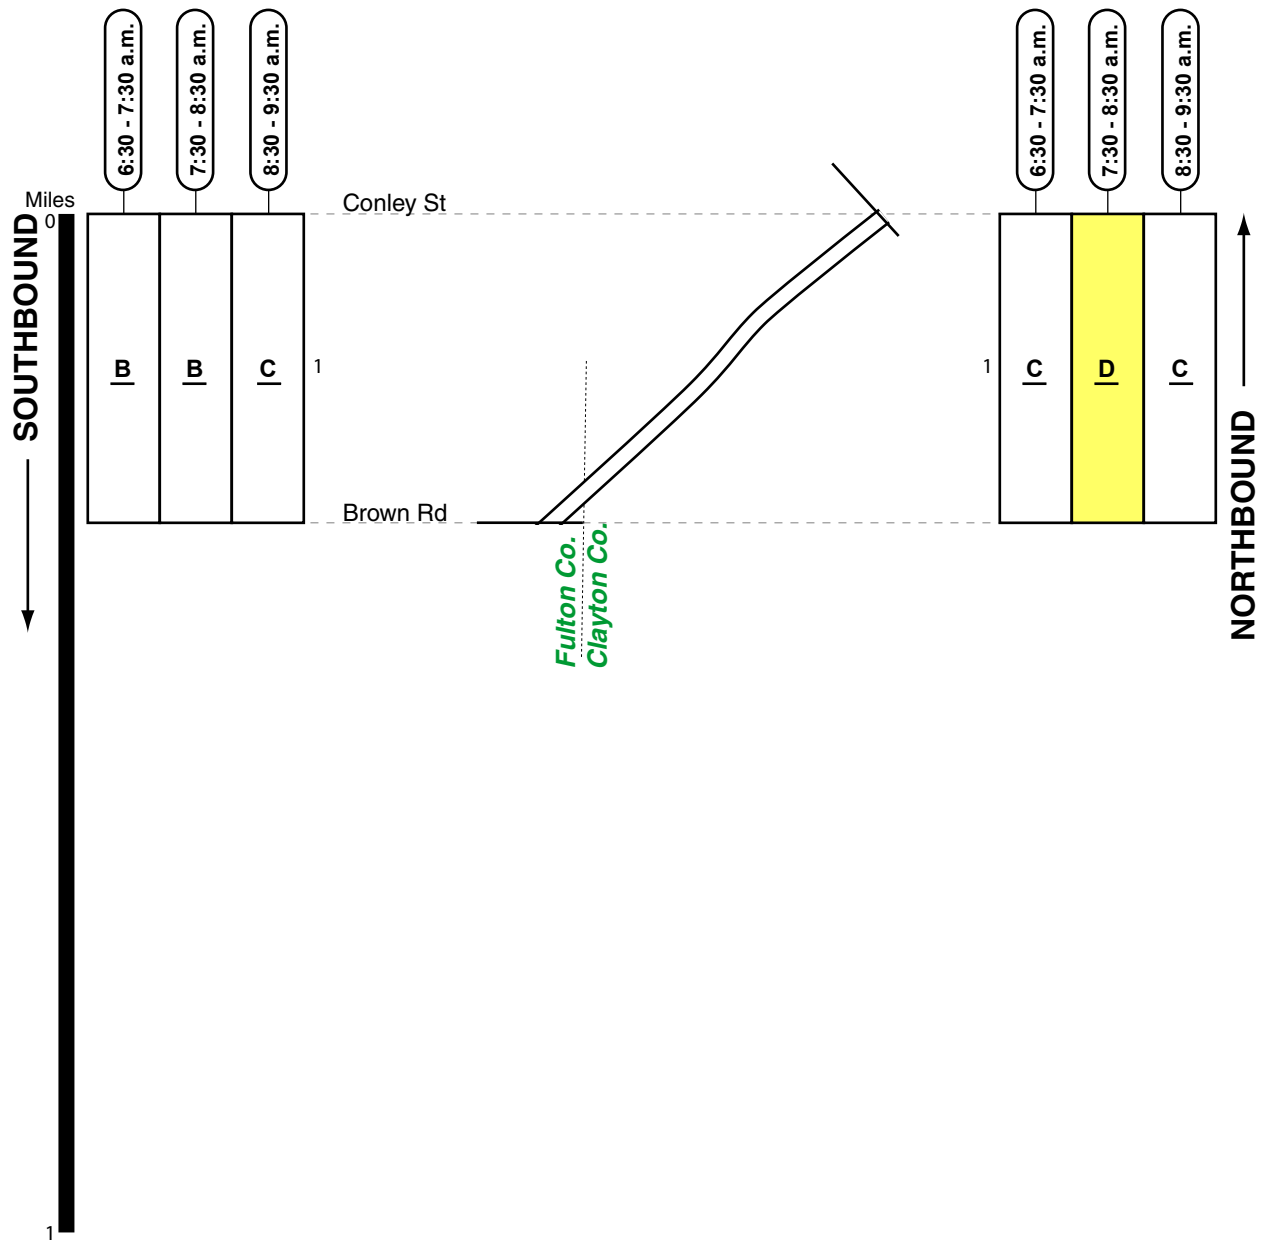 6:30 - 7:30 a.m.
7:30 - 8:30 a.m.
8:30 - 9:30 a.m.
6:30 - 7:30 a.m.
7:30 - 8:30 a.m.
8:30 - 9:30 a.m.
Miles
0
Conley St
SOUTHBOUND
B
B
C
1
1
C
D
C
NORTHBOUND
Brown Rd
Fulton Co.
Clayton Co.
1